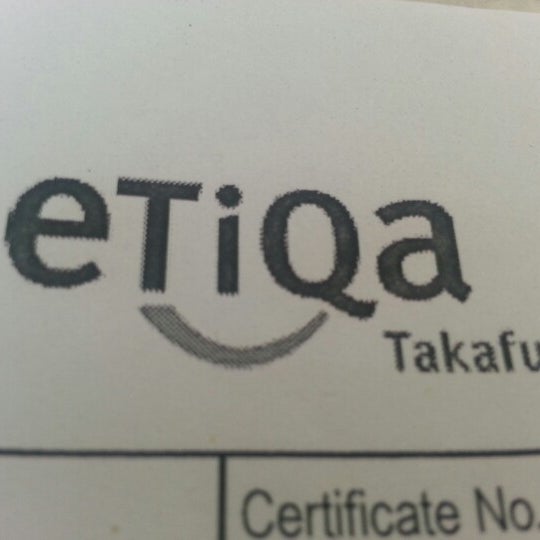 eTiQa
Takafu
Certificate No.